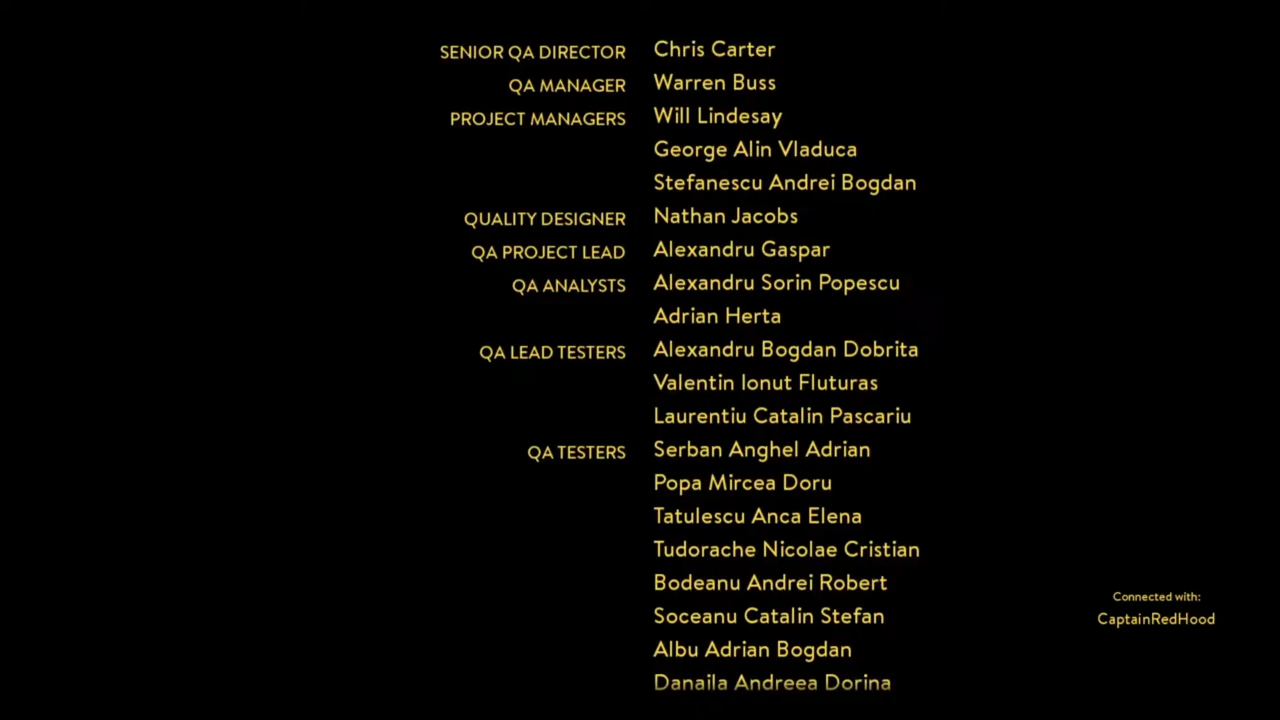 SENIOR QA DIRECTOR Chris Carter
QA MANAGER Warren Buss
PROJECT MANAGERS Will Lindesay
George Alin Vladuca
Stefanescu Andrei Bogdan
QUALITY DESIGNER Nathan Jacobs
QA PROJECT LEAD Alexandru Gaspar
QA ANALYSTS Alexandru Sorin Popescu
Adrian Herta
QA LEAD TESTERS Alexandru Bogdan Dobrita
Valentin Ionut Fluturas
Laurentiu Catalin Pascariu
QA TESTERS Serban Anghel Adrian
Popa Mircea Doru
Tatulescu Anca Elena
Tudorache Nicolae Cristian
Bodeanu Andrei Robert
Soceanu Catalin Stefan
Albu Adrian Bogdan
Danaila Andreea Dorina
Connected with:
CaptainRedHood